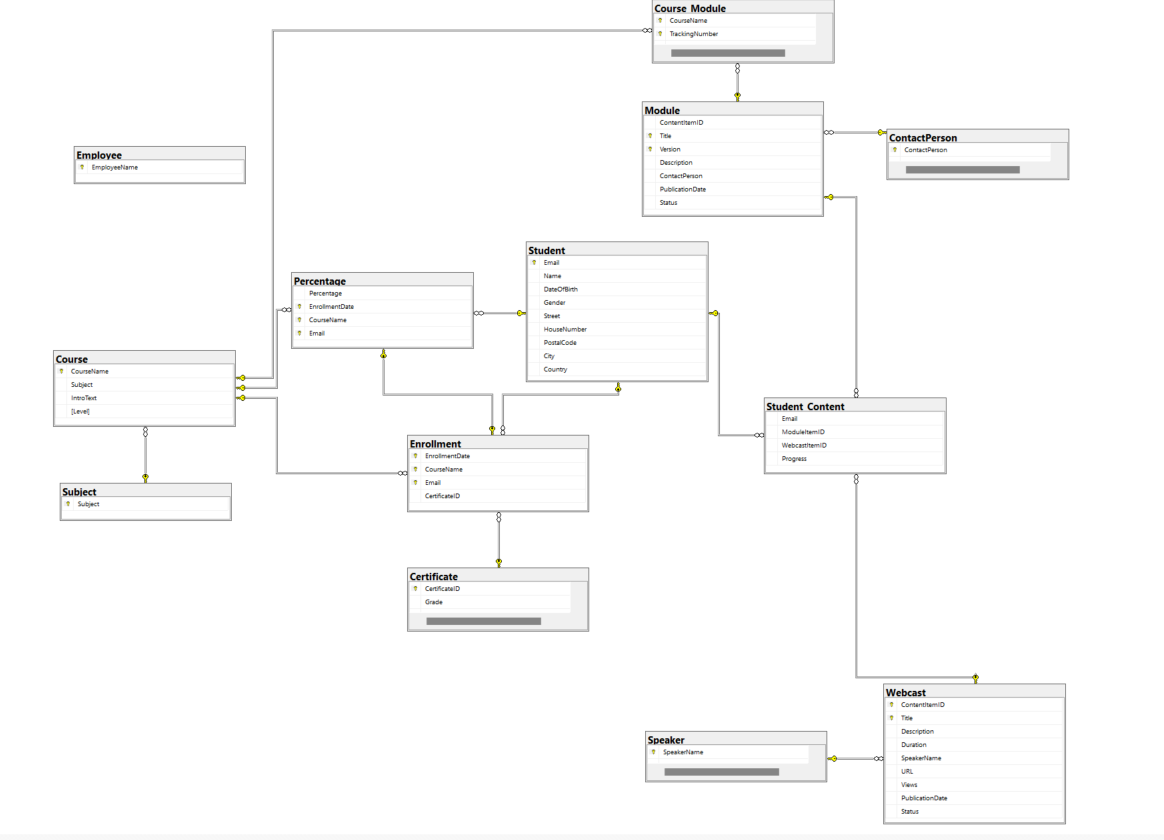 Course_Module
CourseName
TrackingNumber
Module
ContentItemID
Title
Version
Description
ContactPerson
PublicationDate
Status
ContactPerson
ContactPerson
Employee
EmployeeName
Student
Email
Name
DateOfBirth
Gender
Street
HouseNumber
PostalCode
City
Country
Percentage
Percentage
EnrollmentDate
CourseName
Email
Course
CourseName
Subject
IntroText
[Level]
Student_Content
Email
ModuleItemID
WebcastItemID
Progress
Enrollment
EnrollmentDate
CourseName
Email
CertificateID
Subject
Subject
Certificate
CertificateID
Grade
Webcast
ContentItemID
Title
Description
Duration
SpeakerName
URL
Views
PublicationDate
Status
Speaker
SpeakerName